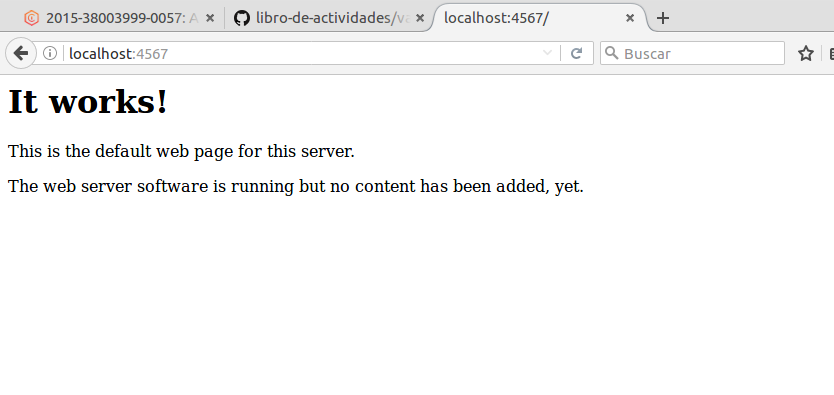 2015-38003999-0057: A
libro-de-actividades/va
localhost:4567/
localhost:4567
Buscar
It works!
This is the default web page for this server.
The web server software is running but no content has been added, yet.